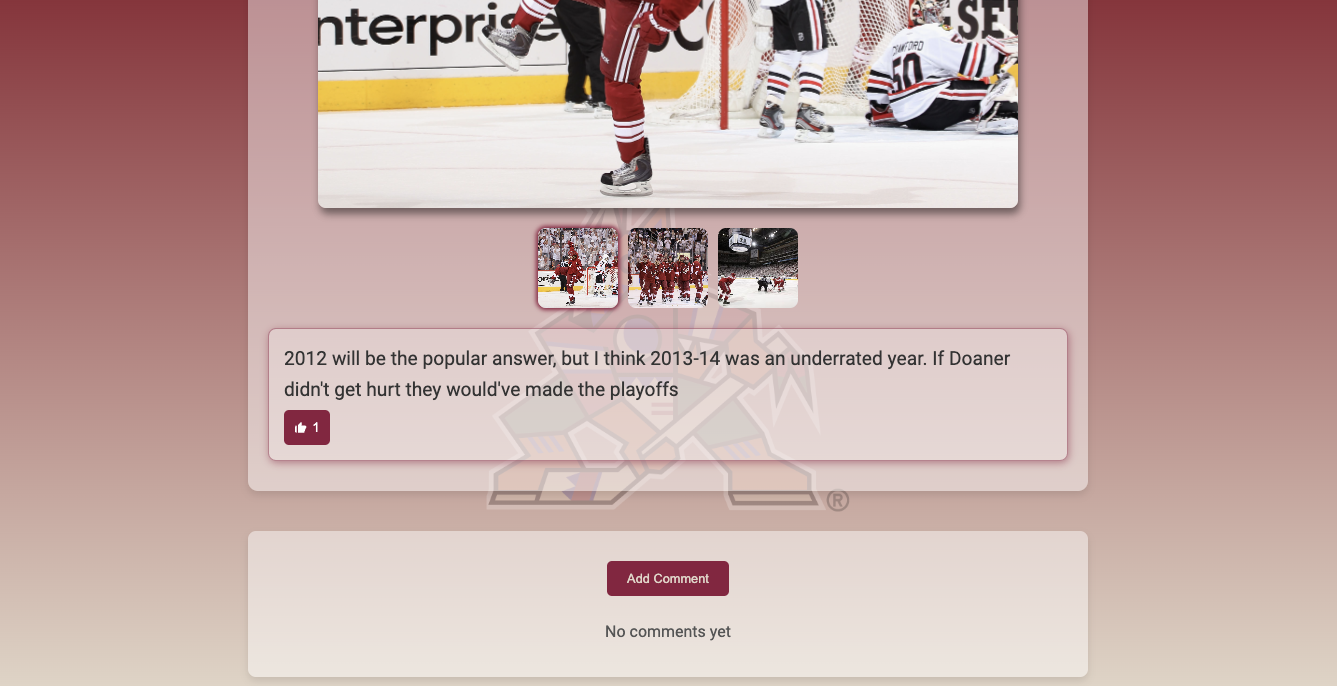 nterprise
CRAWFORD
50
2012 will be the popular answer, but I think 2013-14 was an underrated year. If Doaner
didn't get hurt they would've made the playoffs
1
®
Add Comment
No comments yet